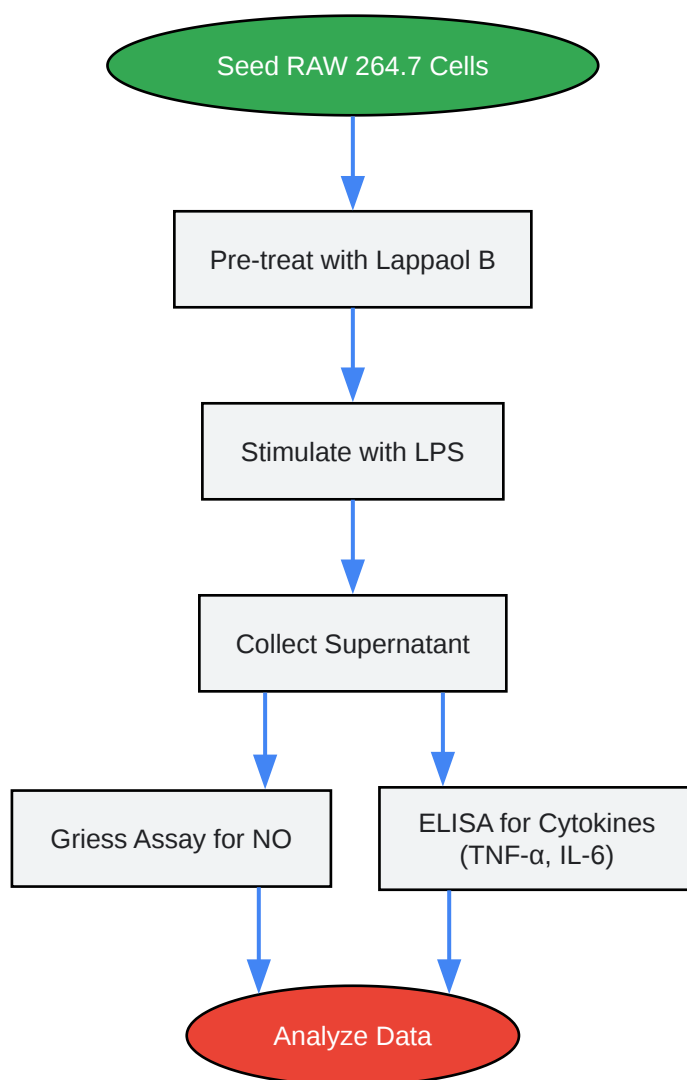 Seed RAW 264.7 Cells
Pre-treat with Lappaol B
Stimulate with LPS
Collect Supernatant
Griess Assay for NO
ELISA for Cytokines
(TNF-α, IL-6)
Analyze Data